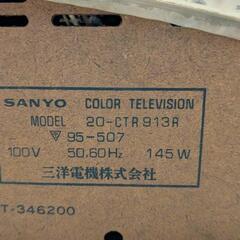 SANYO COLOR TELEVISION
MODEL 20-CTR913R
▽95-507
100V 50,60Hz 145W
三洋電機株式会社
T-346200